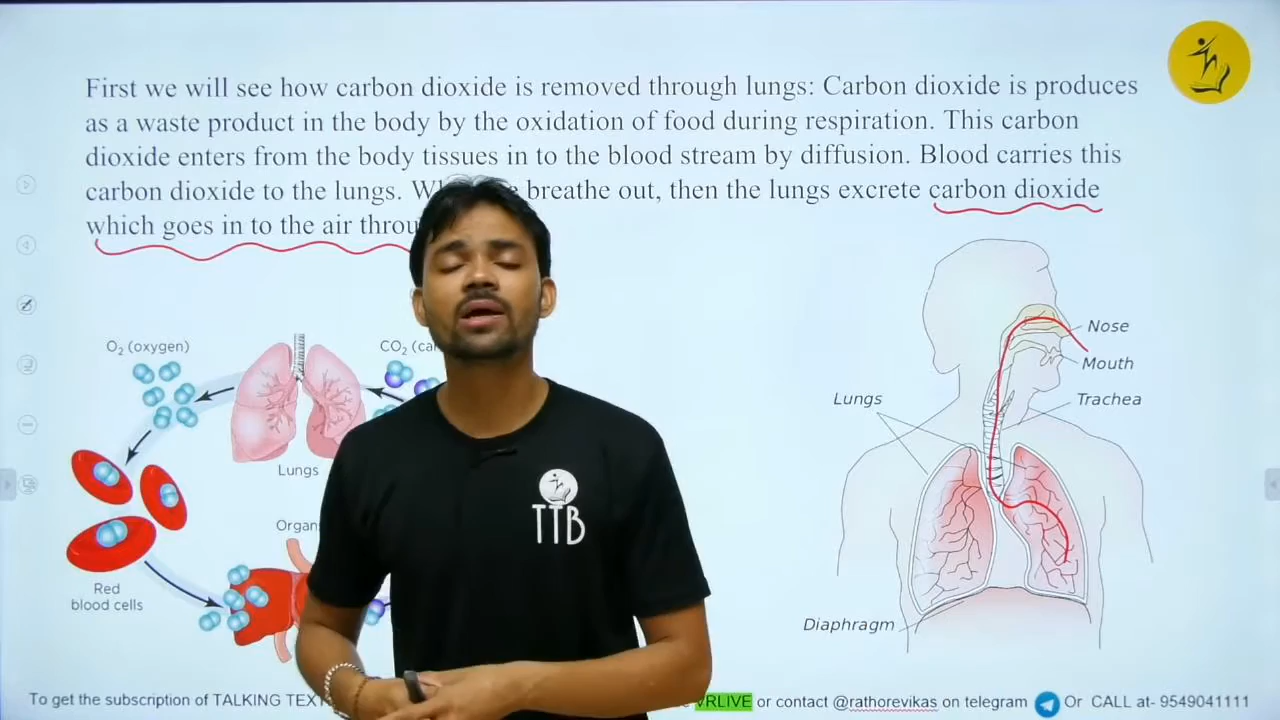 First we will see how carbon dioxide is removed through lungs: Carbon dioxide is produces
as a waste product in the body by the oxidation of food during respiration. This carbon
dioxide enters from the body tissues in to the blood stream by diffusion. Blood carries this
carbon dioxide to the lungs. breathe out, then the lungs excrete carbon dioxide
which goes in to the air throu
O2 (oxygen)
CO2 (ca
Lungs
Organs
Red
blood cells
Nose
Mouth
Trachea
Lungs
Diaphragm
TTB
To get the subscription of TALKING TEX VRLIVE or contact @rathorevikas on telegram Or CALL at- 9549041111